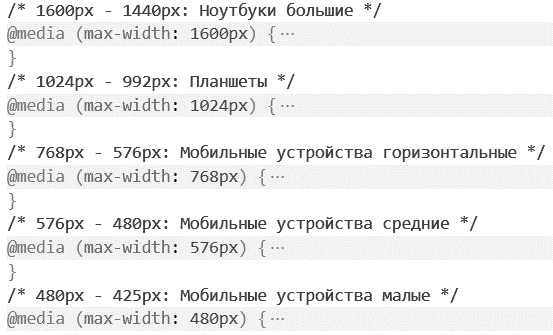 /* 1600px - 1440px: Ноутбуки большие */
@media (max-width: 1600px) {···
}
/* 1024px - 992px: Планшеты */
@media (max-width: 1024px) {···
}
/* 768px - 576px: Мобильные устройства горизонтальные */
@media (max-width: 768px) {···
}
/* 576px - 480px: Мобильные устройства средние */
@media (max-width: 576px) {···
}
/* 480px - 425px: Мобильные устройства малые */
@media (max-width: 480px) {···